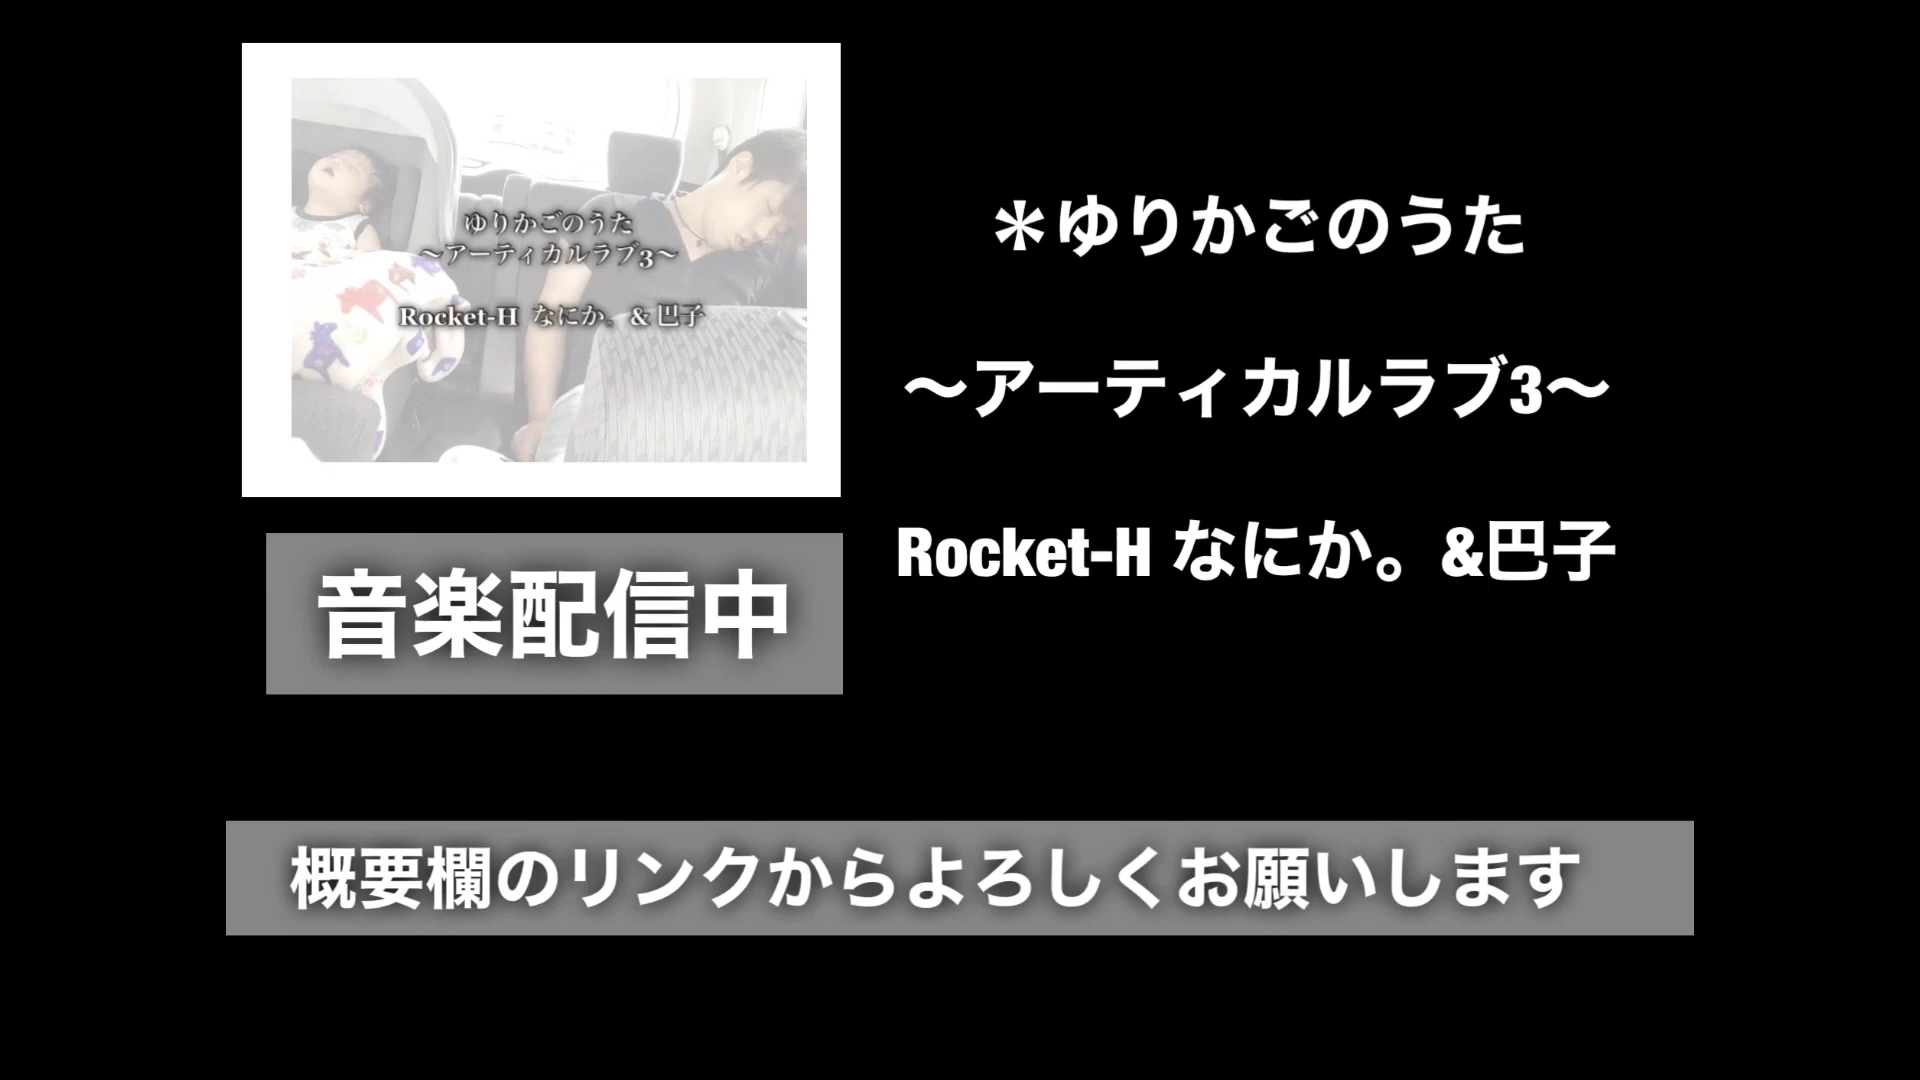 ゆりかごのうた
〜アーティカルラブ3〜
Rocket-H なにか。& 巴子
音楽配信中
＊ゆりかごのうた
〜アーティカルラブ3〜
Rocket-H なにか。&巴子
概要欄のリンクからよろしくお願いします